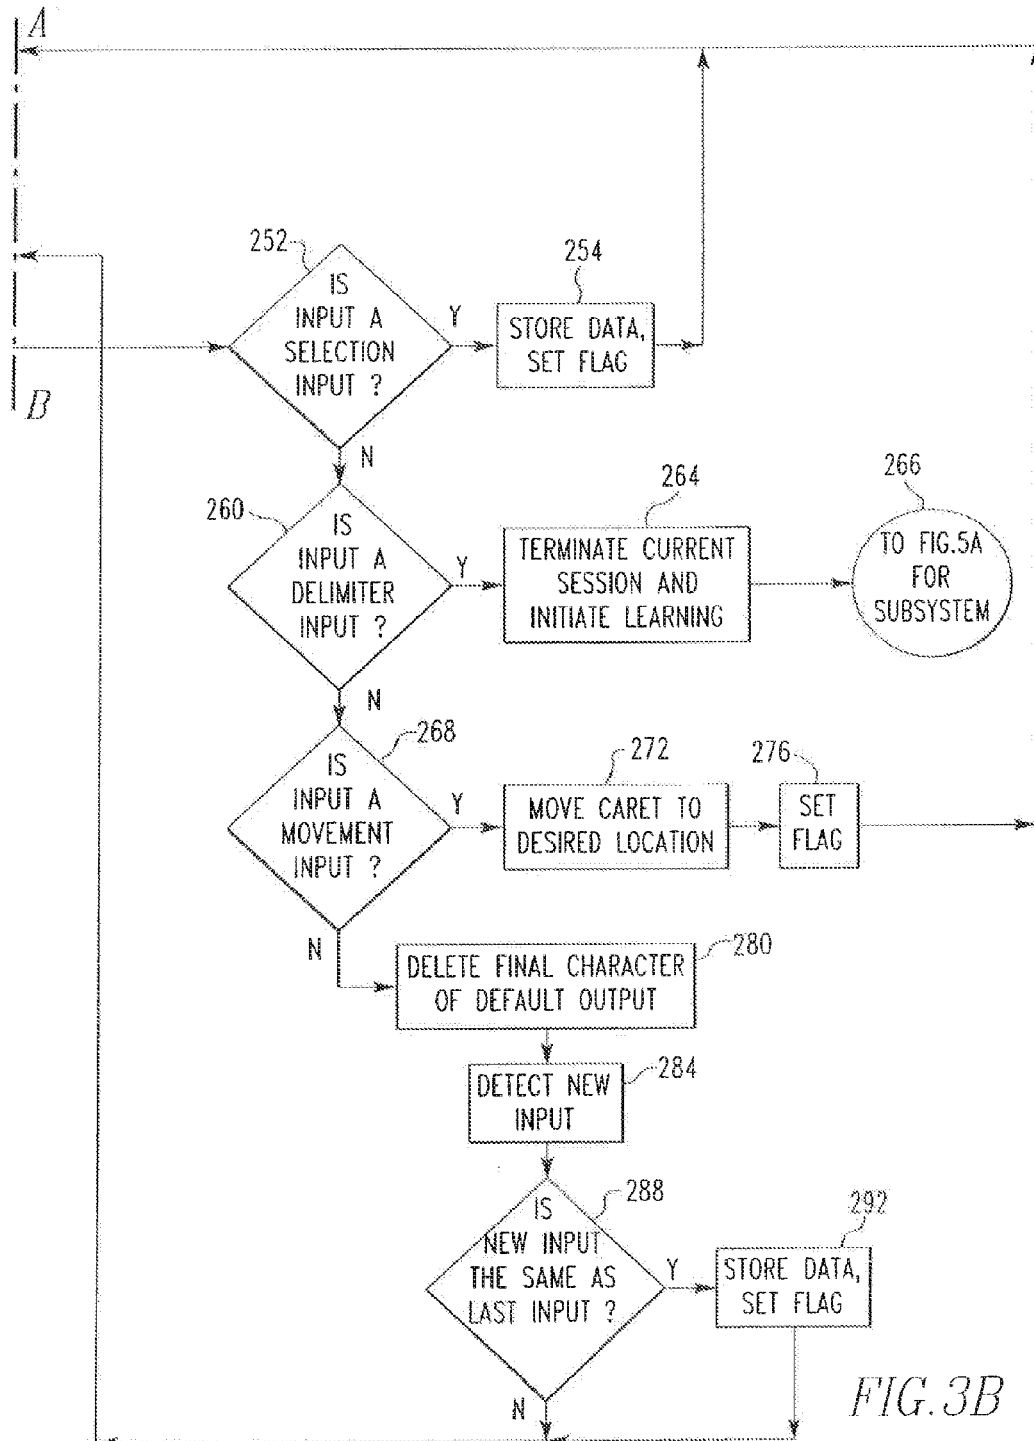 A
252
IS
INPUT A
SELECTION
INPUT ?
Y
254
STORE DATA,
SET FLAG
B
N
260
IS
INPUT A
DELIMITER
INPUT ?
Y
264
TERMINATE CURRENT
SESSION AND
INITIATE LEARNING
266
TO FIG.5A
FOR
SUBSYSTEM
N
268
IS
INPUT A
MOVEMENT
INPUT ?
Y
272
MOVE CARET TO
DESIRED LOCATION
276
SET
FLAG
N
280
DELETE FINAL CHARACTER
OF DEFAULT OUTPUT
284
DETECT NEW
INPUT
288
IS
NEW INPUT
THE SAME AS
LAST INPUT ?
Y
292
STORE DATA,
SET FLAG
N
FIG.3B